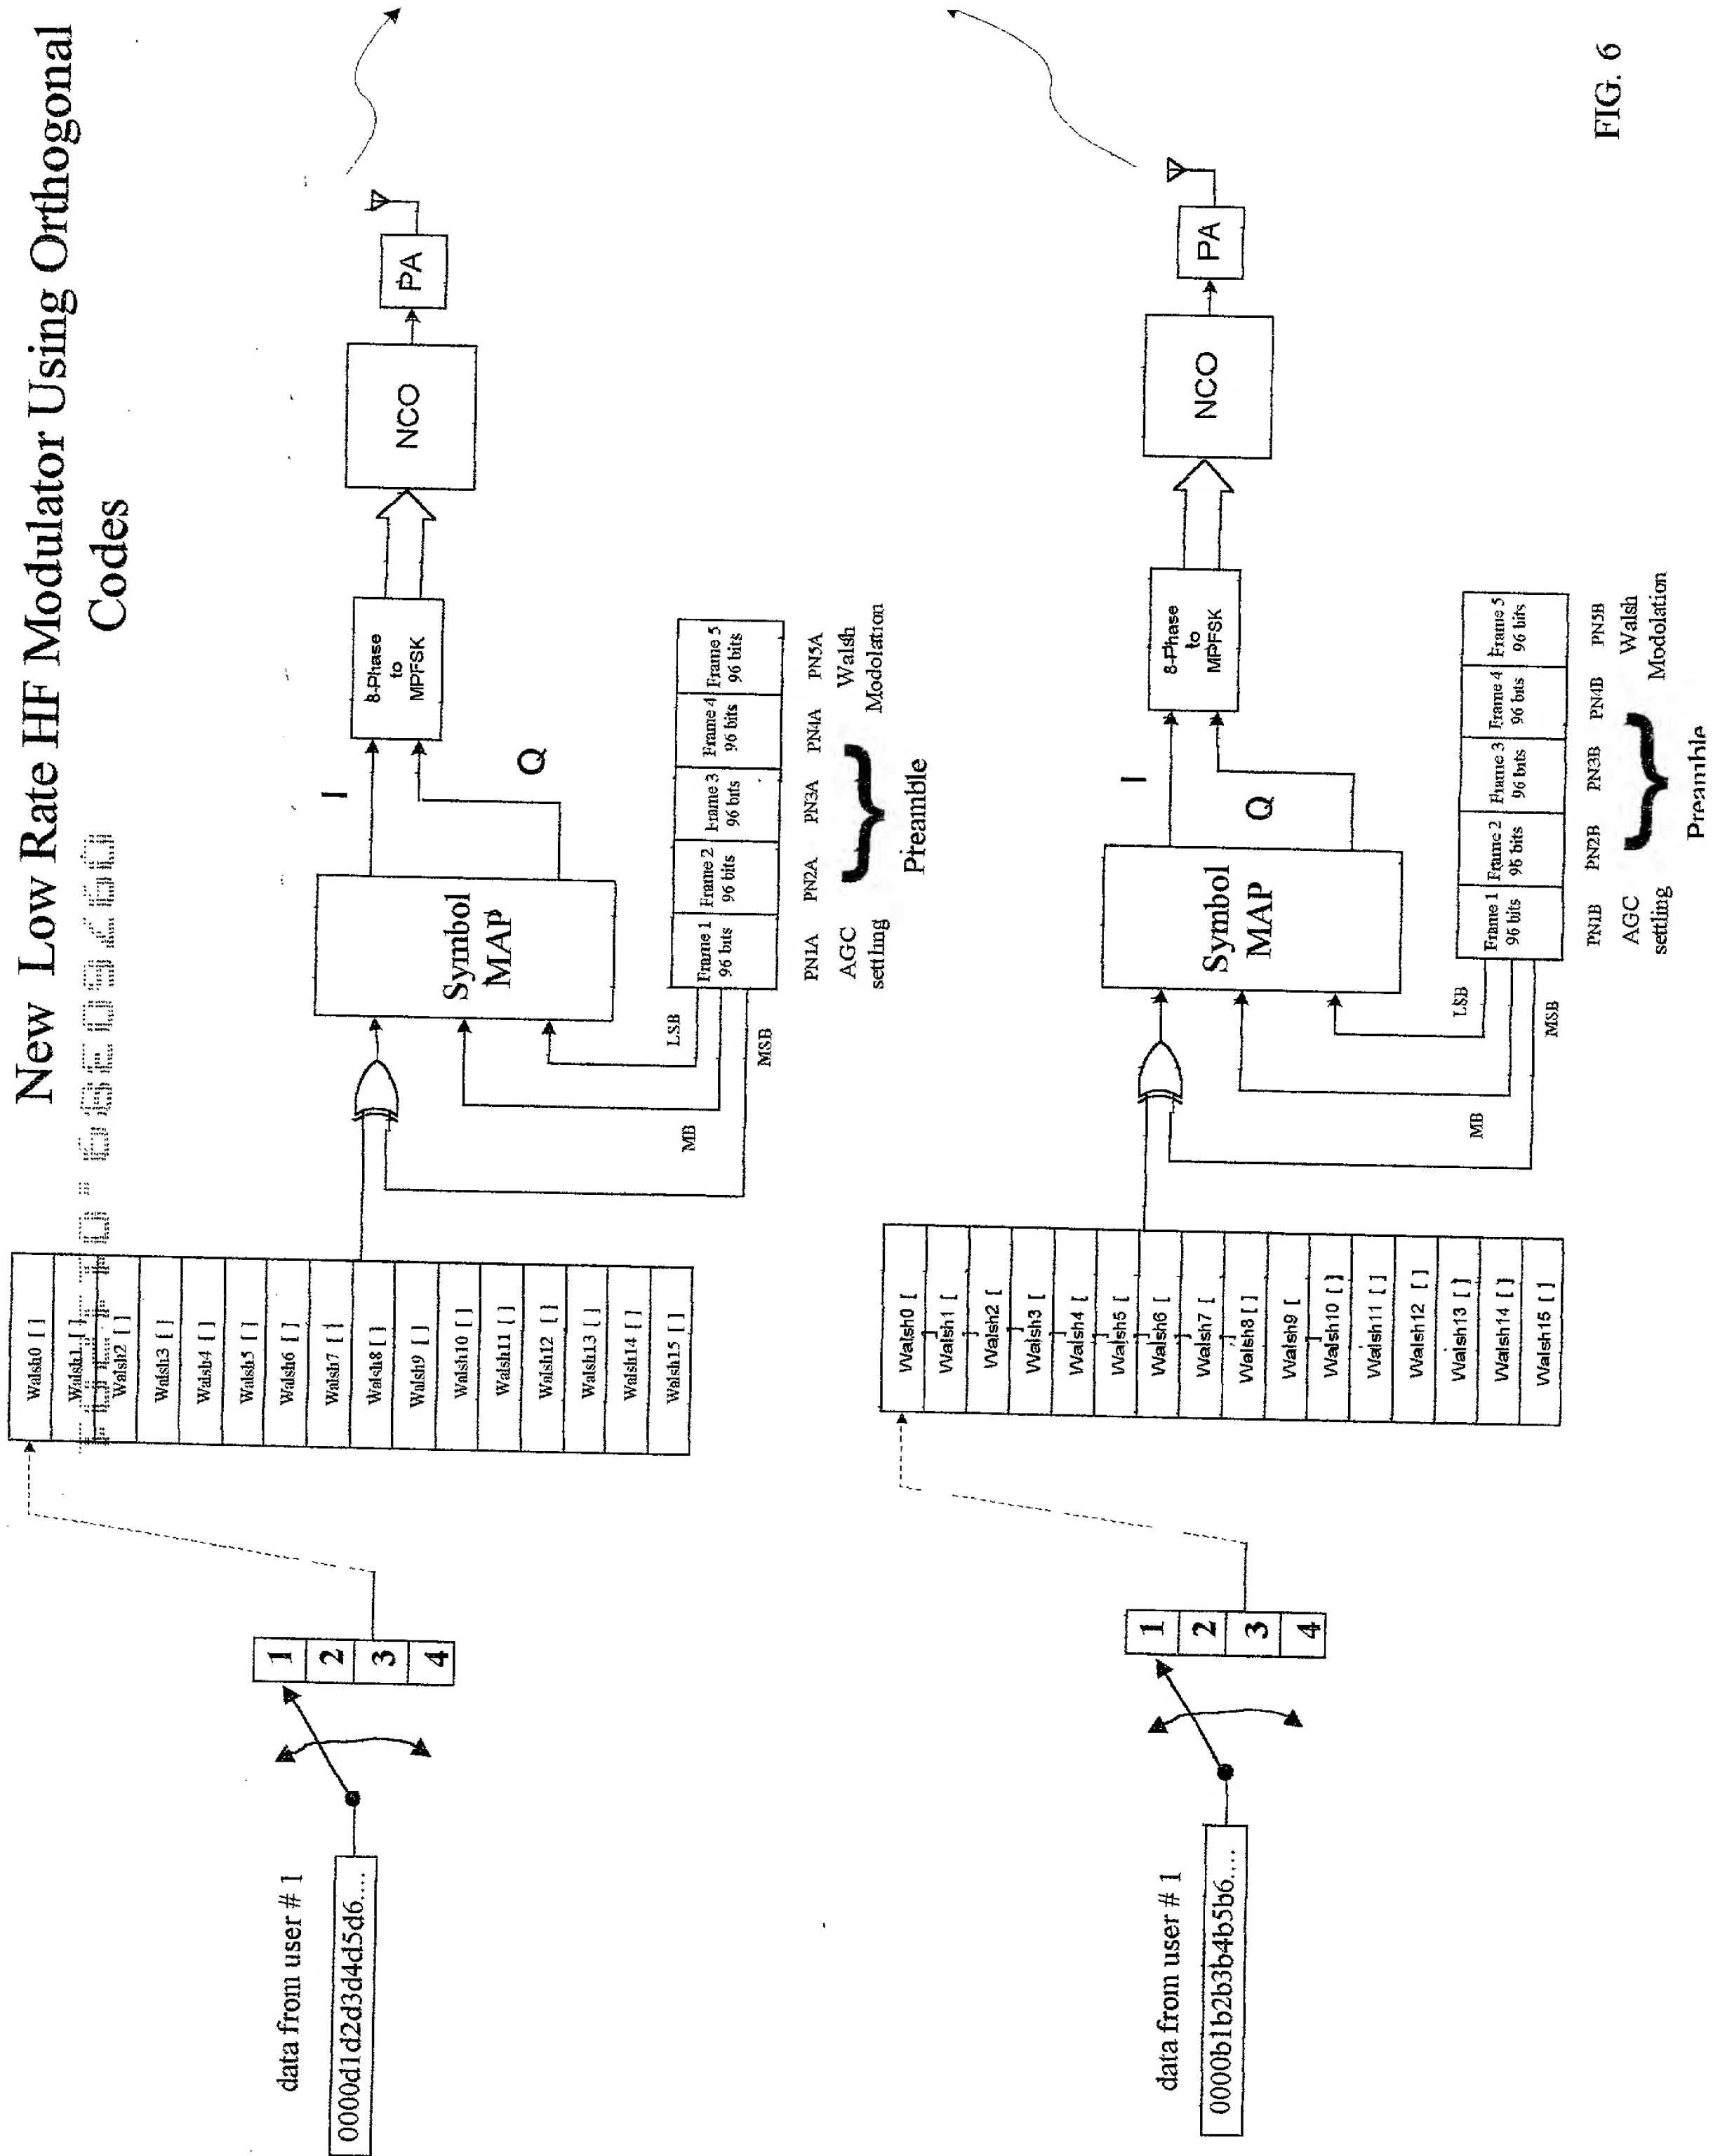 New Low Rate HF Modulator Using Orthogonal
Codes
data from user # 1
0000d1d2d3d4d5d6....
1
2
3
4
Walsh0 [ ]
Walsh1 [ ]
Walsh2 [ ]
Walsh3 [ ]
Walsh4 [ ]
Walsh5 [ ]
Walsh6 [ ]
Walsh7 [ ]
Walsh8 [ ]
Walsh9 [ ]
Walsh10 [ ]
Walsh11 [ ]
Walsh12 [ ]
Walsh13 [ ]
Walsh14 [ ]
Walsh15 [ ]
MB
LSB
MSB
Symbol
MAP
I
Q
8-Phase
to
MPFSK
NCO
PA
Frame 1
96 bits
Frame 2
96 bits
Frame 3
96 bits
Frame 4
96 bits
Frame 5
96 bits
PN1A
PN2A
PN3A
PN4A
PN5A
AGC
settling
Walsh
Modolation
Preamble
data from user # 1
0000b1b2b3b4b5b6....
1
2
3
4
Walsh0 [
]
Walsh1 [
]
Walsh2 [
]
Walsh3 [
]
Walsh4 [
]
Walsh5 [
]
Walsh6 [
]
Walsh7 [
]
Walsh8 [ ]
Walsh9 [
]
Walsh10 [ ]
Walsh11 [ ]
Walsh12 [ ]
Walsh13 [ ]
Walsh14 [ ]
Walsh15 [ ]
MB
LSB
MSB
Symbol
MAP
I
Q
8-Phase
to
MPFSK
NCO
PA
Frame 1
96 bits
Frame 2
96 bits
Frame 3
96 bits
Frame 4
96 bits
Frame 5
96 bits
PN1B
PN2B
PN3B
PN4B
PN5B
AGC
settling
Walsh
Modolation
Preamble
FIG. 6